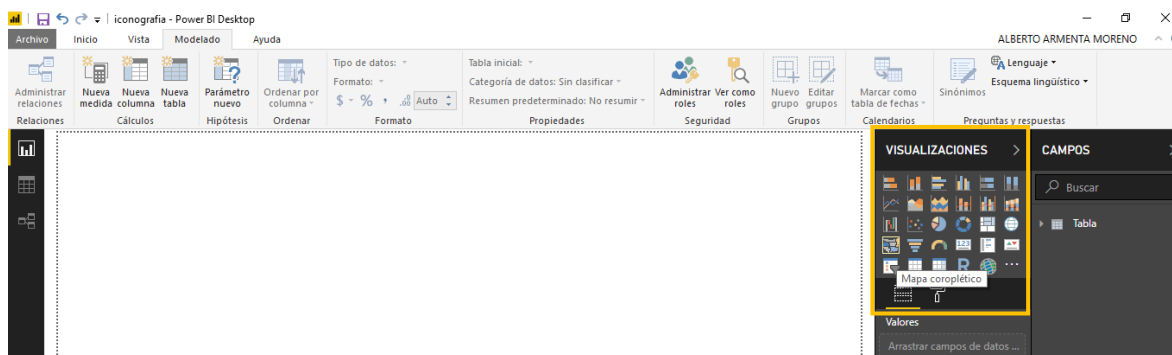 iconografia - Power BI Desktop
Archivo Inicio Vista Modelado Ayuda ALBERTO ARMENTA MORENO
Administrar relaciones
Nueva medida
Nueva columna
Nueva tabla
Parámetro nuevo
Ordenar por columna
Tipo de datos:
Formato:
$ % , .00 Auto
Tabla inicial:
Categoría de datos: Sin clasificar
Resumen predeterminado: No resumir
Administrar roles
Ver como roles
Nuevo grupo
Editar grupos
Marcar como tabla de fechas
Sinónimos
Lenguaje
Esquema lingüístico
Relaciones Cálculos Hipótesis Ordenar Formato Propiedades Seguridad Grupos Calendarios Preguntas y respuestas
VISUALIZACIONES
CAMPOS
Buscar
Tabla
123
R
Mapa coroplético
Valores
Arrastrar campos de datos ...